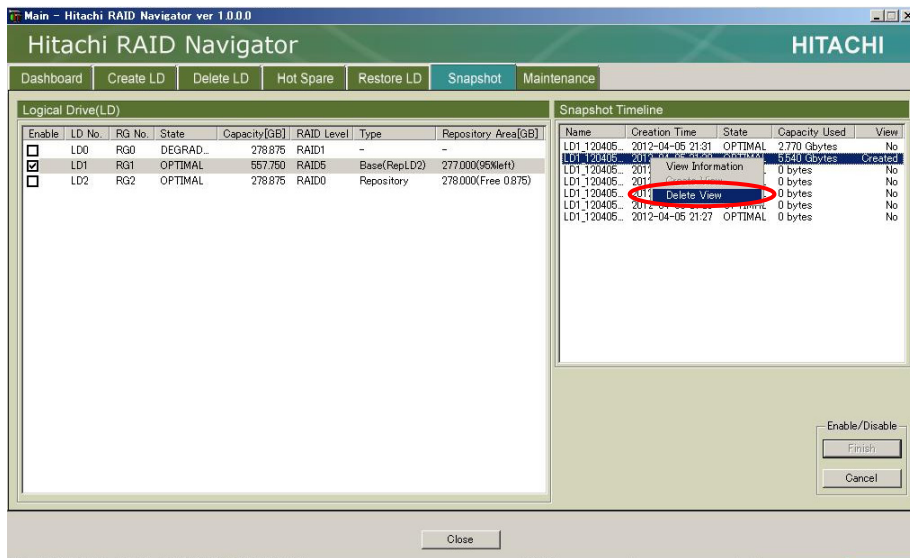 Main - Hitachi RAID Navigator ver 1.0.0.0
Hitachi RAID Navigator HITACHI
Dashboard Create LD Delete LD Hot Spare Restore LD Snapshot Maintenance
Logical Drive(LD)
Enable LD No. RG No. State Capacity[GB] RAID Level Type Repository Area[GB]
LD0 RG0 DEGRAD... 278.875 RAID1 - -
LD1 RG1 OPTIMAL 557.750 RAID5 Base(RepLD2) 277.000(95%left)
LD2 RG2 OPTIMAL 278.875 RAID0 Repository 278.000(Free 0.875)
Snapshot Timeline
Name Creation Time State Capacity Used View
LD1_120405... 2012-04-05 21:31 OPTIMAL 2.770 Gbytes No
LD1_120405... 5.540 Gbytes Created
LD1_120405... 2012 0 bytes No
LD1_120405... 2012 0 bytes No
LD1_120405... 0 bytes No
LD1_120405... 0 bytes No
LD1_120405... 2012-04-05 21:27 OPTIMAL 0 bytes No
View Information
Create View
Delete View
Enable/Disable
Finish
Cancel
Close